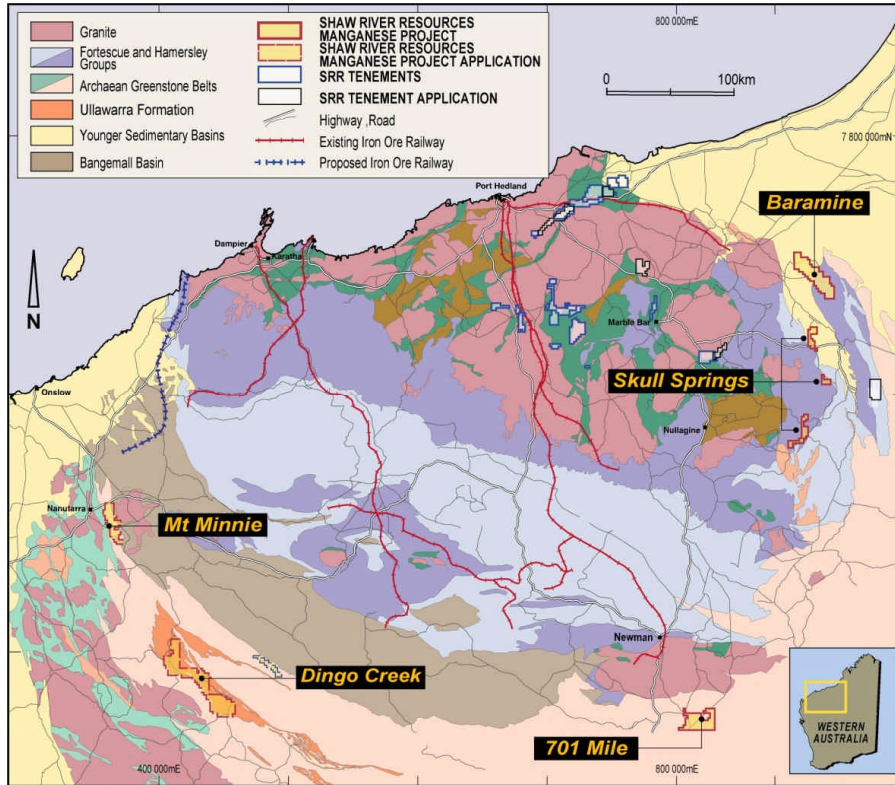 800 000mE
Granite
Fortescue and Hamersley
Groups
Archaean Greenstone Belts
Ullawarra Formation
Younger Sedimentary Basins
Bangemall Basin
SHAW RIVER RESOURCES
MANGANESE PROJECT
SHAW RIVER RESOURCES
MANGANESE PROJECT APPLICATION
SRR TENEMENTS
SRR TENEMENT APPLICATION
Highway ,Road
Existing Iron Ore Railway
Proposed Iron Ore Railway
0 100km
7 800 000mN
Port Hedland
Baramine
Dampier
Karatha
N
Marble Bar
Skull Springs
Onslow
Nullagine
Nanutarra
Mt Minnie
Newman
Dingo Creek
701 Mile
WESTERN
AUSTRALIA
400 000mE
800 000mE